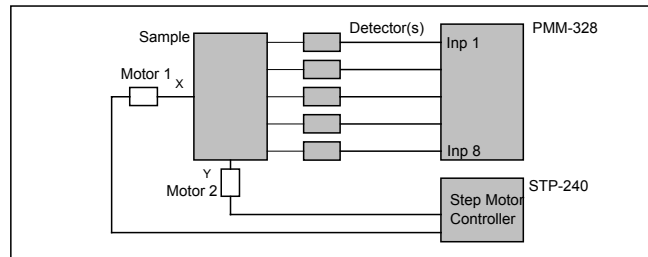 Sample
Detector(s)
PMM-328
Inp 1
Motor 1
X
Inp 8
Y
Motor 2
STP-240
Step Motor
Controller